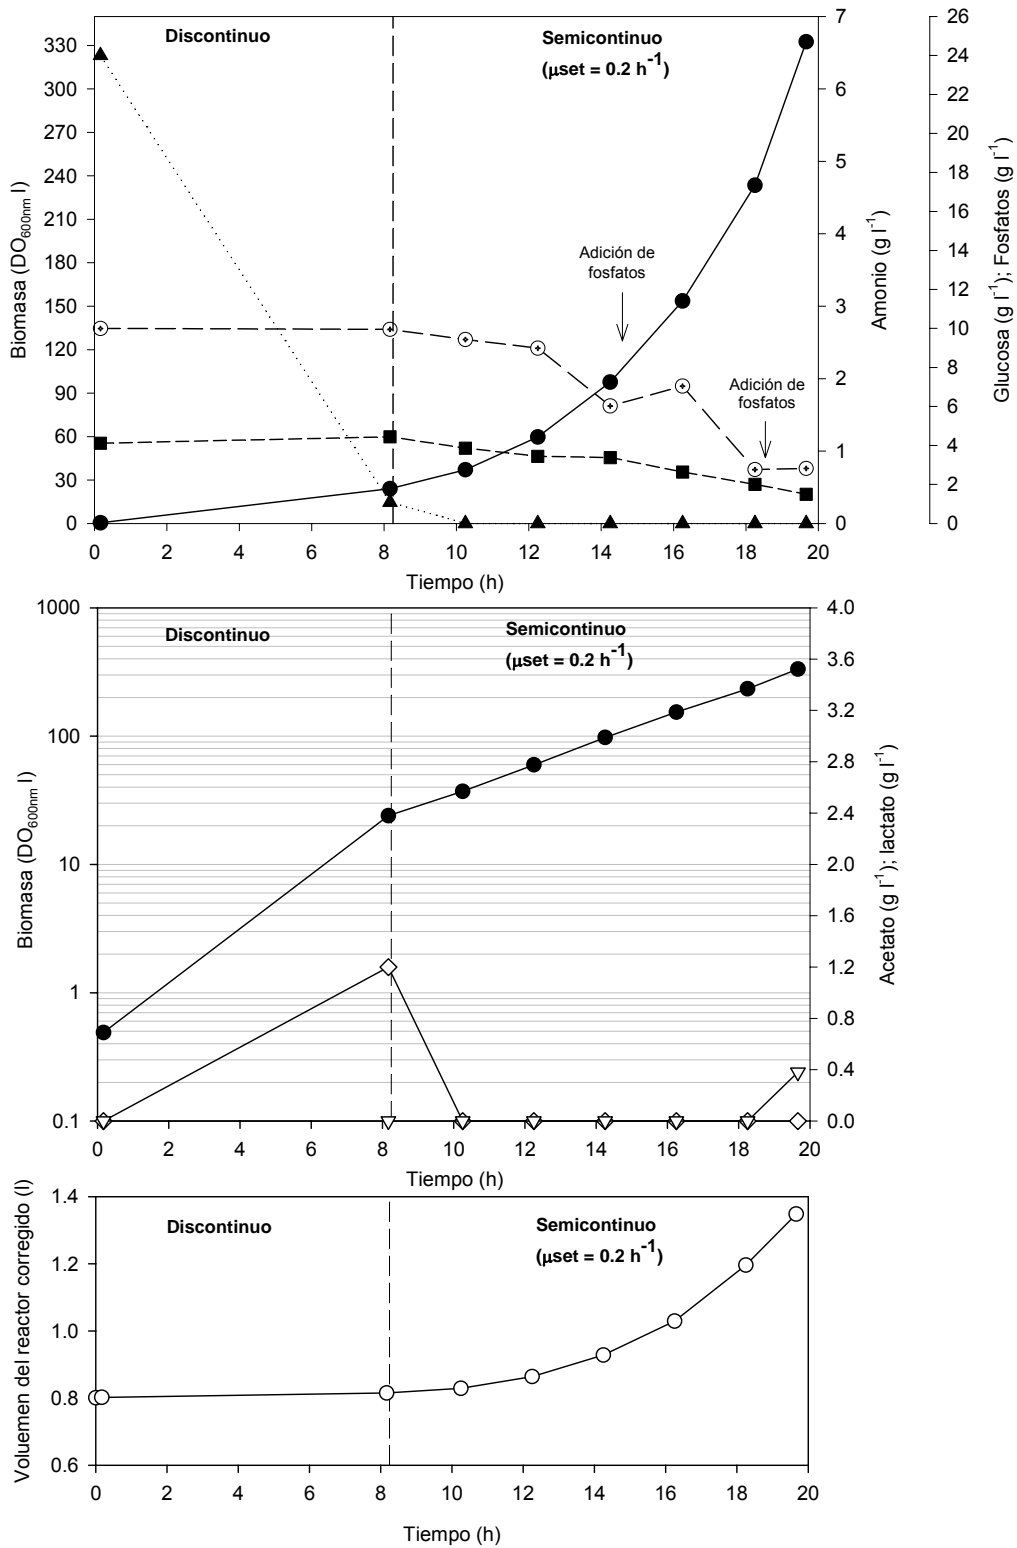 Discontinuo
Semicontinuo
(μset = 0.2 h-1)
Adición de
fosfatos
Adición de
fosfatos
Biomasa (DO600nm l)
330
300
270
240
210
180
150
120
90
60
30
0
7
6
5
4
3
2
1
0
Amonio (g l-1)
26
24
22
20
18
16
14
12
10
8
6
4
2
0
Glucosa (g l-1); Fosfatos (g l-1)
0 2 4 6 8 10 12 14 16 18 20
Tiempo (h)
Discontinuo
Semicontinuo
(μset = 0.2 h-1)
Biomasa (DO600nm l)
1000
100
10
1
0.1
4.0
3.6
3.2
2.8
2.4
2.0
1.6
1.2
0.8
0.4
0.0
Acetato (g l-1); lactato (g l-1)
0 2 4 6 8 10 12 14 16 18 20
Tiempo (h)
Discontinuo
Semicontinuo
(μset = 0.2 h-1)
Voluemen del reactor corregido (l)
1.4
1.2
1.0
0.8
0.6
0 2 4 6 8 10 12 14 16 18 20
Tiempo (h)